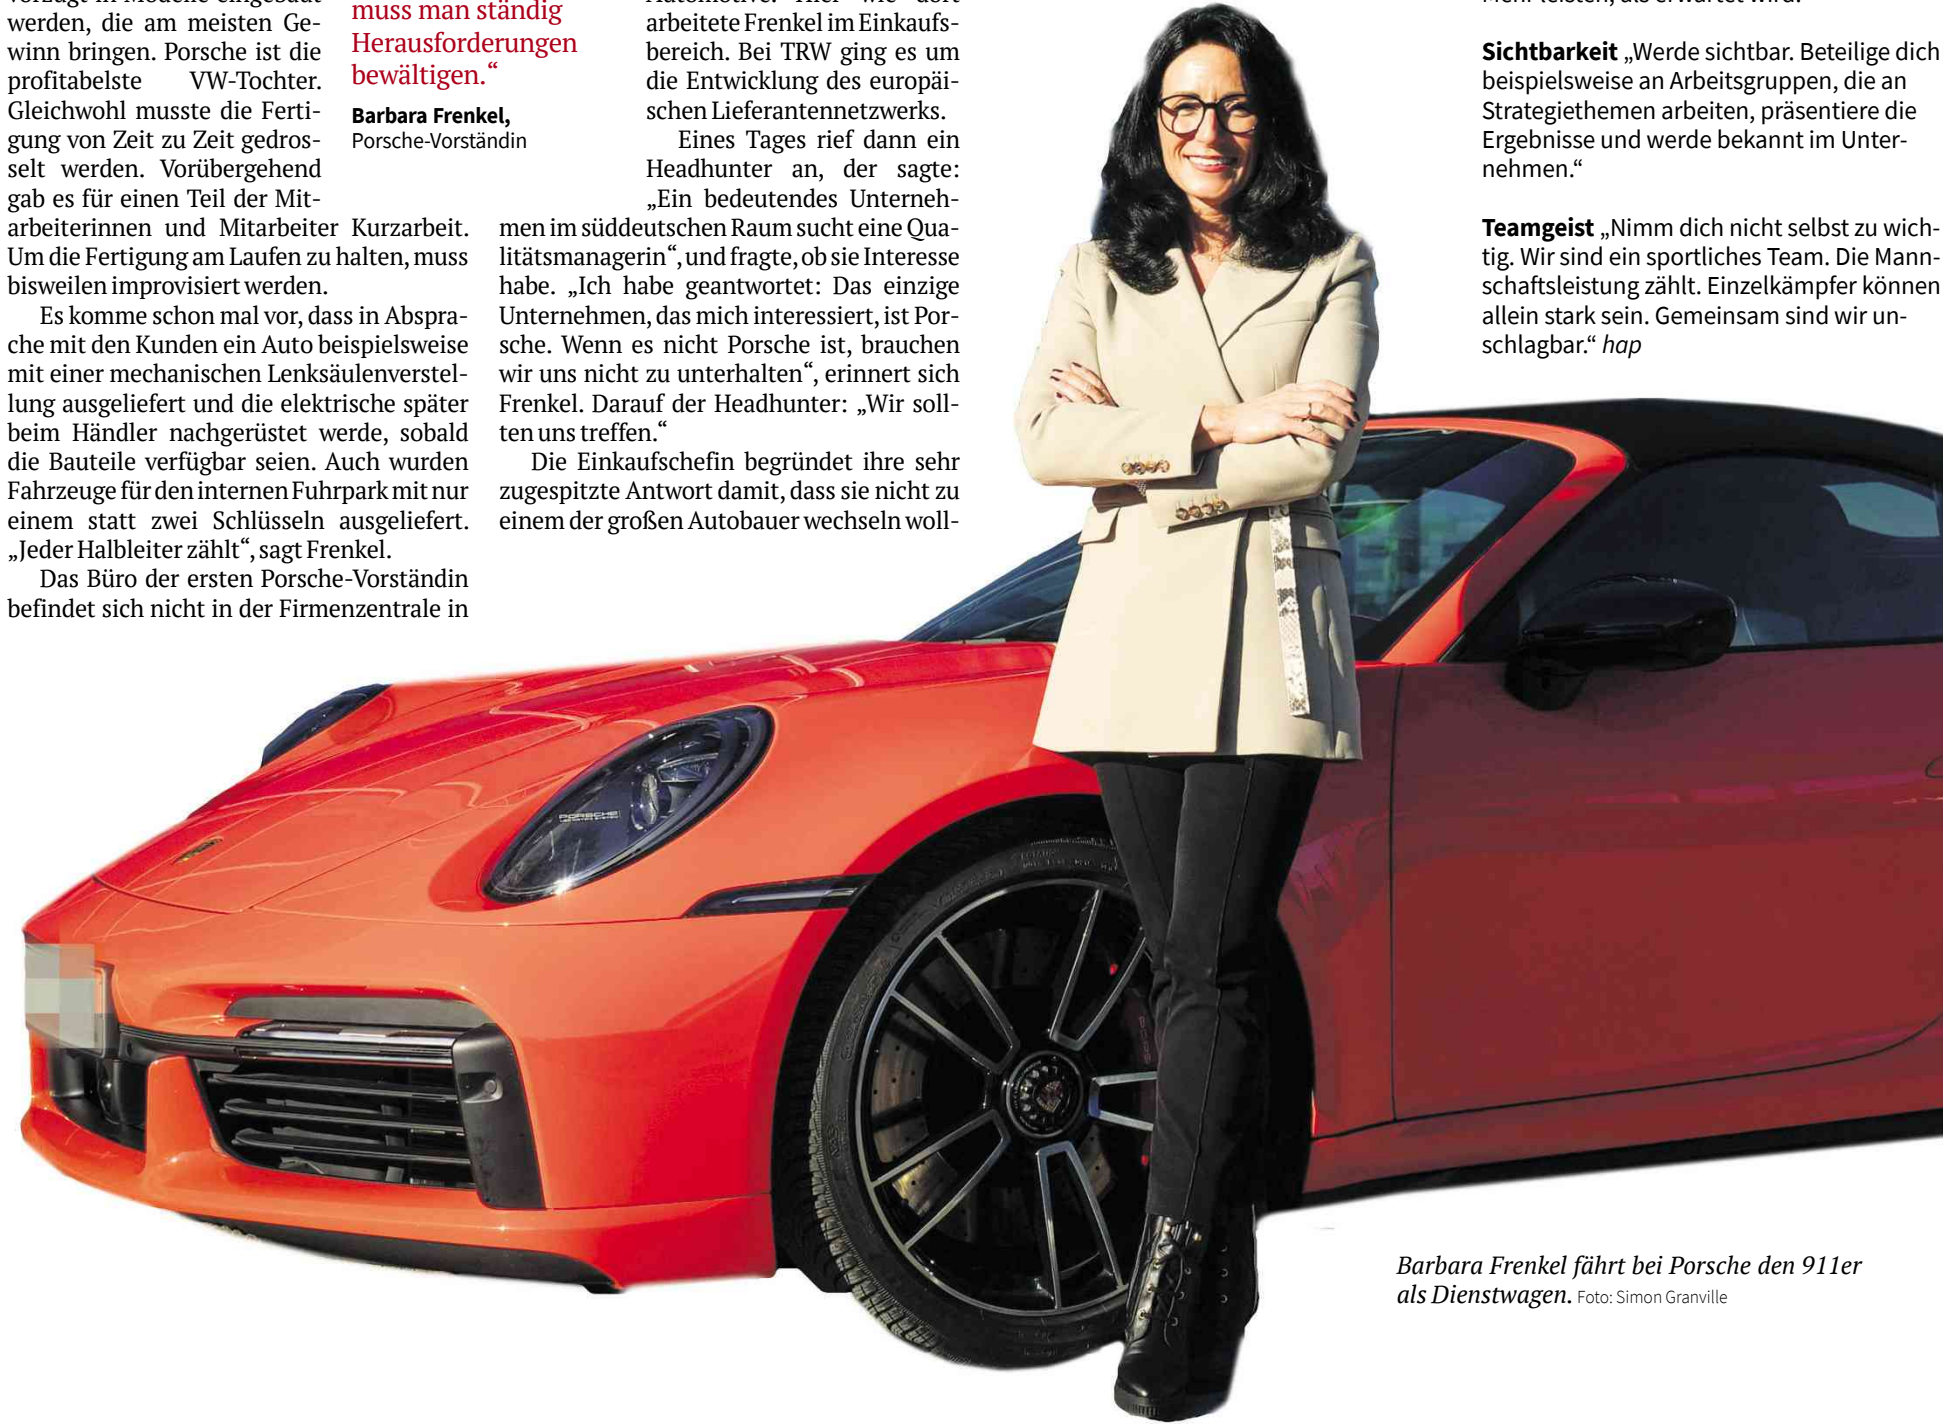 werden, die am meisten Ge-
winn bringen. Porsche ist die
profitabelste VW-Tochter.
Gleichwohl musste die Ferti-
gung von Zeit zu Zeit gedros-
selt werden. Vorübergehend
gab es für einen Teil der Mit-
arbeiterinnen und Mitarbeiter Kurzarbeit.
Um die Fertigung am Laufen zu halten, muss
bisweilen improvisiert werden.
Es komme schon mal vor, dass in Abspra-
che mit den Kunden ein Auto beispielsweise
mit einer mechanischen Lenksäulenverstel-
lung ausgeliefert und die elektrische später
beim Händler nachgerüstet werde, sobald
die Bauteile verfügbar seien. Auch wurden
Fahrzeuge für den internen Fuhrpark mit nur
einem statt zwei Schlüsseln ausgeliefert.
„Jeder Halbleiter zählt“, sagt Frenkel.
Das Büro der ersten Porsche-Vorständin
befindet sich nicht in der Firmenzentrale in
muss man ständig
Herausforderungen
bewältigen.“
Barbara Frenkel,
Porsche-Vorständin
arbeitete Frenkel im Einkaufs-
bereich. Bei TRW ging es um
die Entwicklung des europäi-
schen Lieferantennetzwerks.
Eines Tages rief dann ein
Headhunter an, der sagte:
„Ein bedeutendes Unterneh-
men im süddeutschen Raum sucht eine Qua-
litätsmanagerin“, und fragte, ob sie Interesse
habe. „Ich habe geantwortet: Das einzige
Unternehmen, das mich interessiert, ist Por-
sche. Wenn es nicht Porsche ist, brauchen
wir uns nicht zu unterhalten“, erinnert sich
Frenkel. Darauf der Headhunter: „Wir soll-
ten uns treffen.“
Die Einkaufschefin begründet ihre sehr
zugespitzte Antwort damit, dass sie nicht zu
einem der großen Autobauer wechseln woll-
Sichtbarkeit „Werde sichtbar. Beteilige dich
beispielsweise an Arbeitsgruppen, die an
Strategiethemen arbeiten, präsentiere die
Ergebnisse und werde bekannt im Unter-
nehmen.“
Teamgeist „Nimm dich nicht selbst zu wich-
tig. Wir sind ein sportliches Team. Die Mann-
schaftsleistung zählt. Einzelkämpfer können
allein stark sein. Gemeinsam sind wir un-
schlagbar.“ hap
PORSCHE
Barbara Frenkel fährt bei Porsche den 911er
als Dienstwagen. Foto: Simon Granville